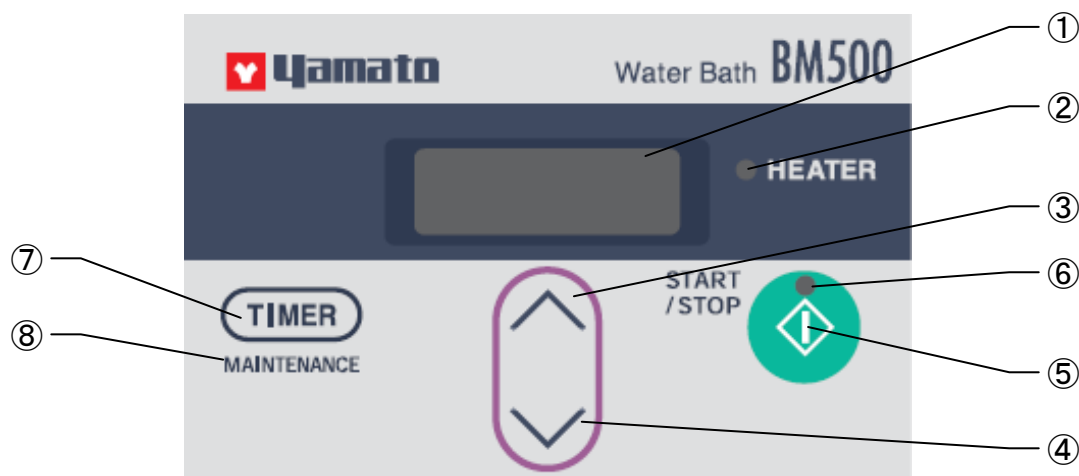 ①
yamato Water Bath BM500
②
HEATER
③
⑦
START
/STOP
⑥
TIMER
⑧
MAINTENANCE
⑤
④